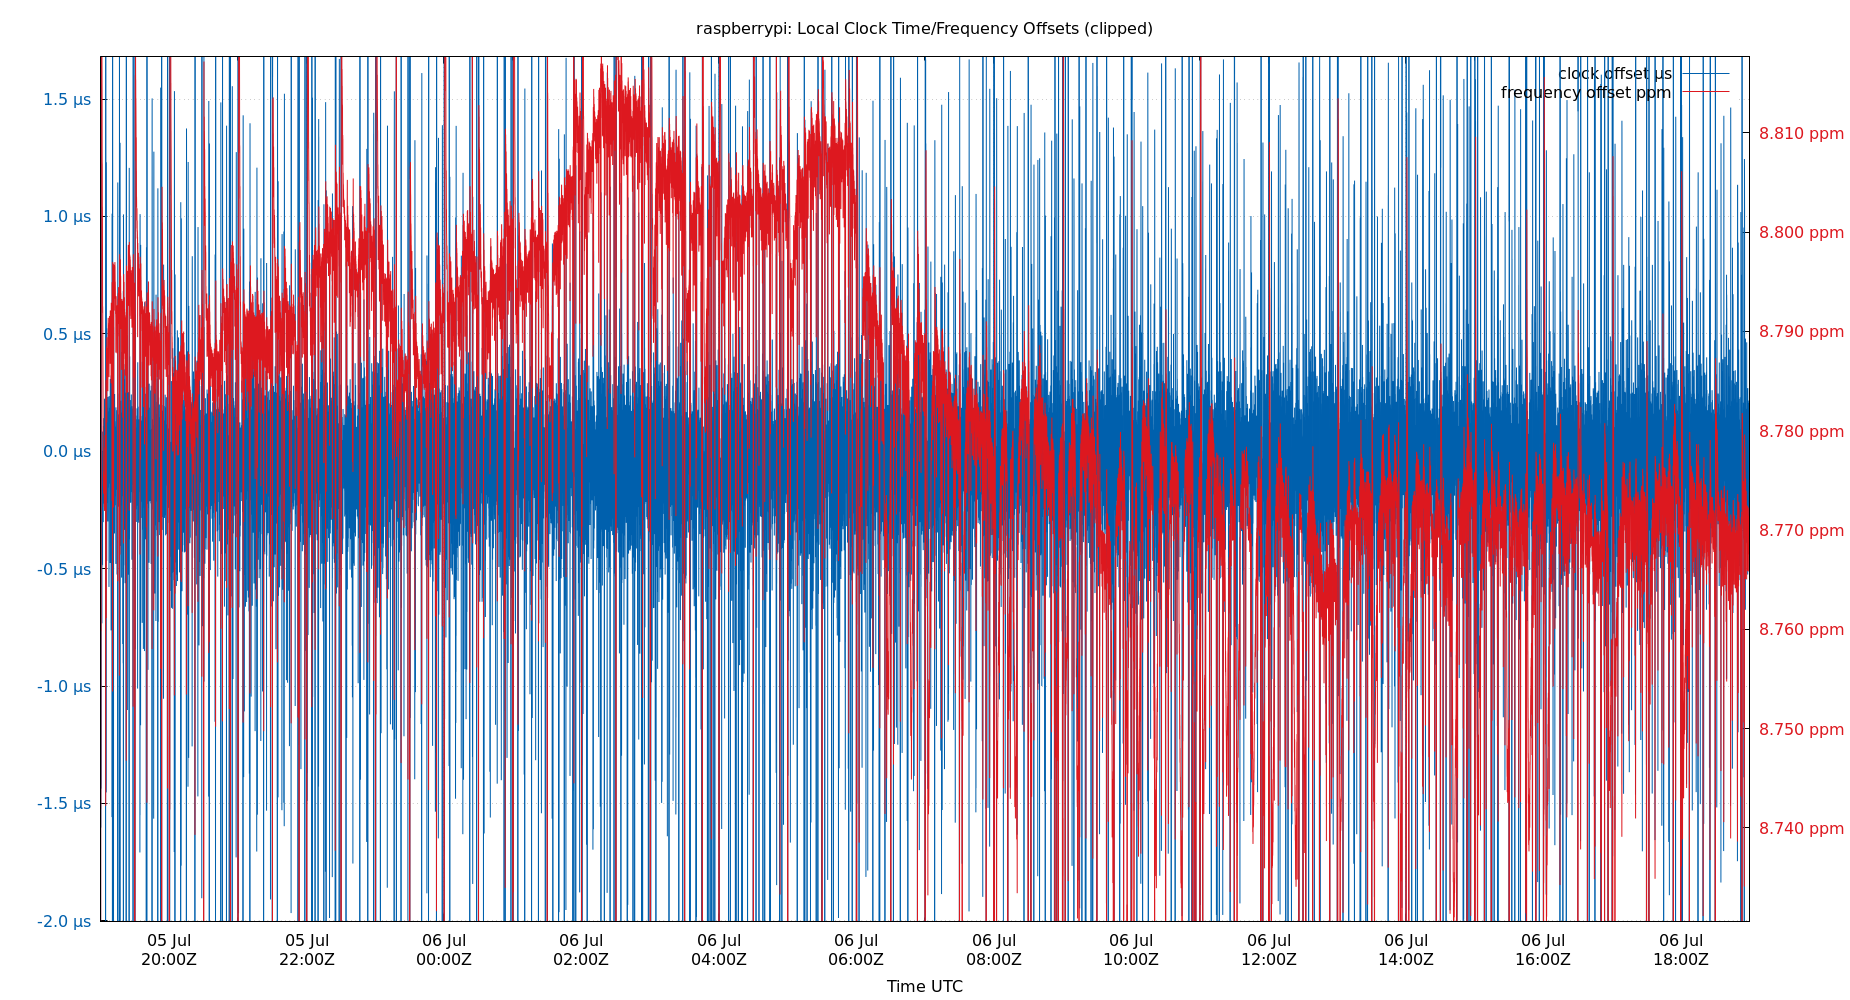 raspberrypi: Local Clock Time/Frequency Offsets (clipped)
clock offset µs
frequency offset ppm
1.5 µs
1.0 µs
0.5 µs
0.0 µs
-0.5 µs
-1.0 µs
-1.5 µs
-2.0 µs
8.810 ppm
8.800 ppm
8.790 ppm
8.780 ppm
8.770 ppm
8.760 ppm
8.750 ppm
8.740 ppm
05 Jul 05 Jul 06 Jul 06 Jul 06 Jul 06 Jul 06 Jul 06 Jul 06 Jul 06 Jul 06 Jul 06 Jul
20:00Z 22:00Z 00:00Z 02:00Z 04:00Z 06:00Z 08:00Z 10:00Z 12:00Z 14:00Z 16:00Z 18:00Z
Time UTC